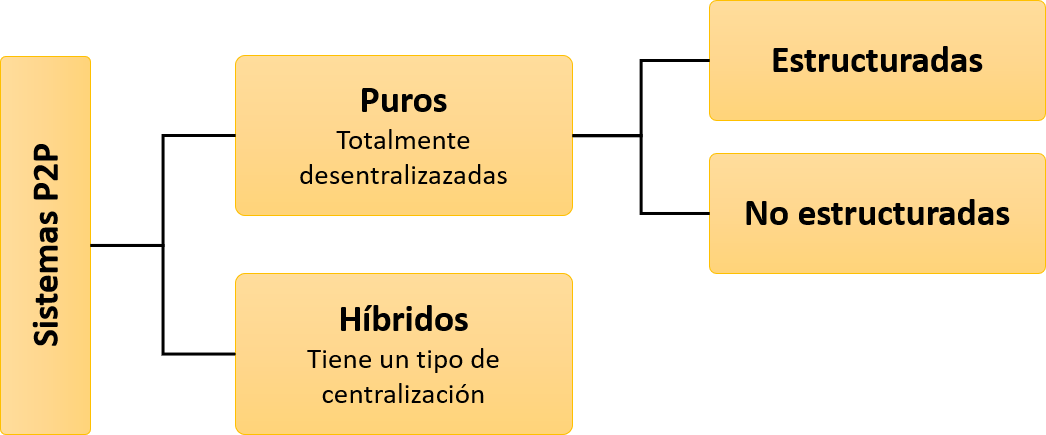 Sistemas P2P
Puros
Totalmente
desentralizazadas
Híbridos
Tiene un tipo de
centralización
Estructuradas
No estructuradas